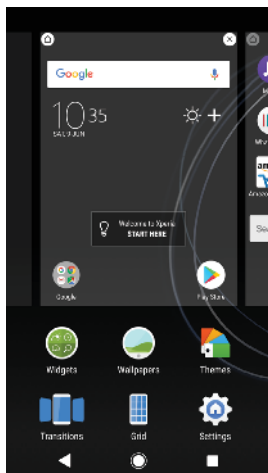 Google
10 35
SAT, 9 JUN
Welcome to Xperia
START HERE
Google
Play Store
Widgets
Wallpapers
Themes
Transitions
Grid
Settings